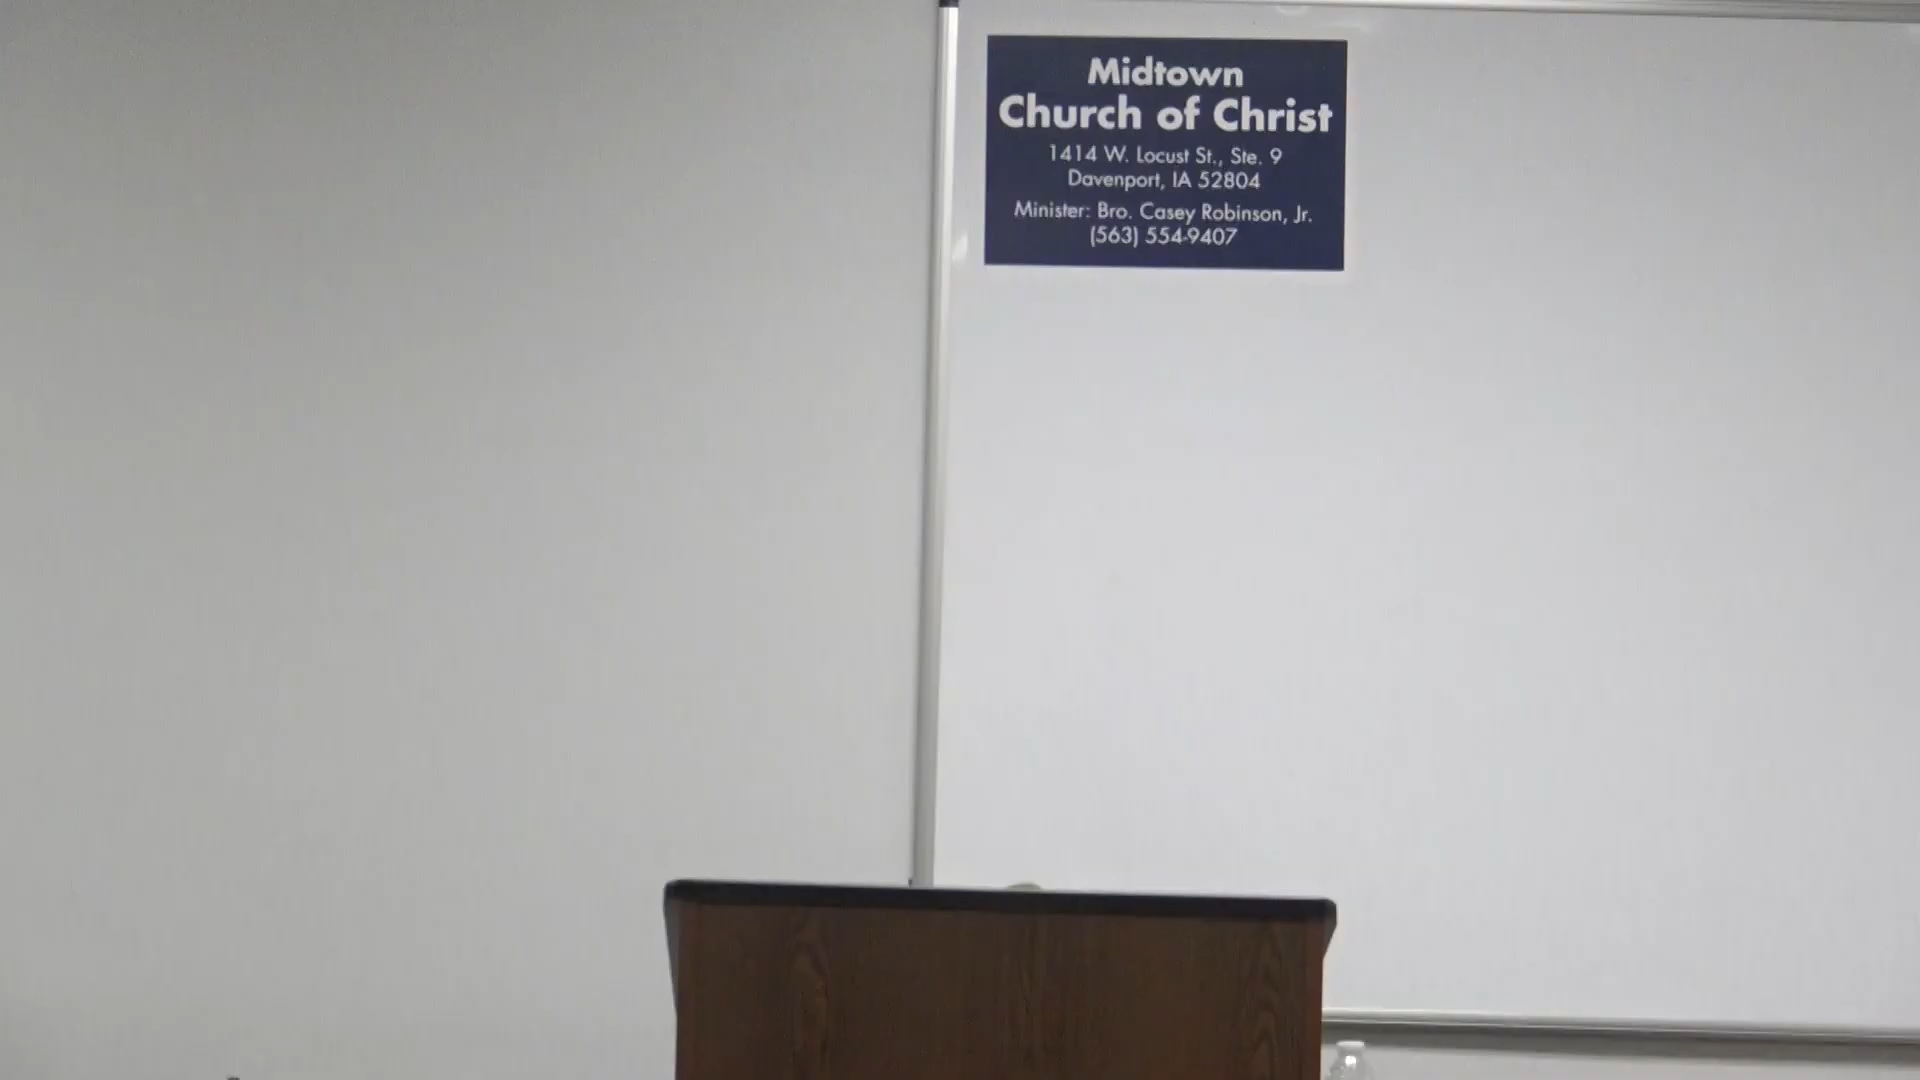 Midtown
Church of Christ
1414 W. Locust St., Ste. 9
Davenport, IA 52804
Minister: Bro. Casey Robinson, Jr.
(563) 554-9407